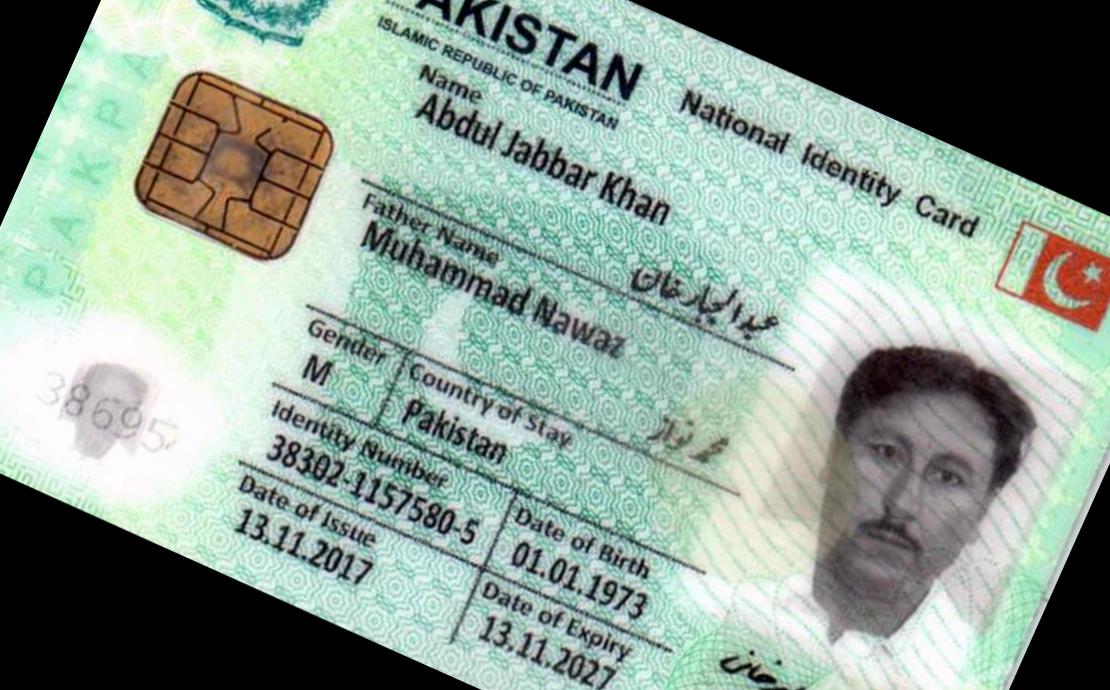 AKISTAN National Identity Card
ISLAMIC REPUBLIC OF PAKISTAN
Name
Abdul Jabbar Khan
عبدالجبار خان
Father Name
Muhammad Nawaz
محمد نواز
Gender Country of Stay
M Pakistan
Identity Number Date of Birth
38302-1157580-5 01.01.1973
Date of Issue Date of Expiry
13.11.2017 13.11.2027
PAKPA
38695